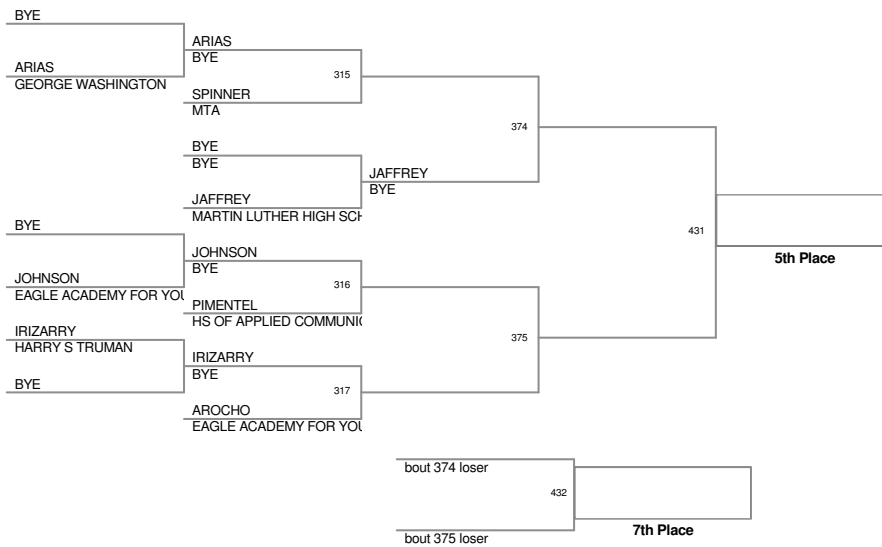 BYE
ARIAS
GEORGE WASHINGTON
ARIAS
BYE
315
SPINNER
MTA
374
BYE
BYE
JAFFREY
BYE
JAFFREY
MARTIN LUTHER HIGH SCH
BYE
431
JOHNSON
BYE
5th Place
JOHNSON
EAGLE ACADEMY FOR YOU
316
PIMENTEL
HS OF APPLIED COMMUNIC
IRIZARRY
HARRY S TRUMAN
375
IRIZARRY
BYE
BYE
317
AROCHO
EAGLE ACADEMY FOR YOU
bout 374 loser
432
bout 375 loser
7th Place